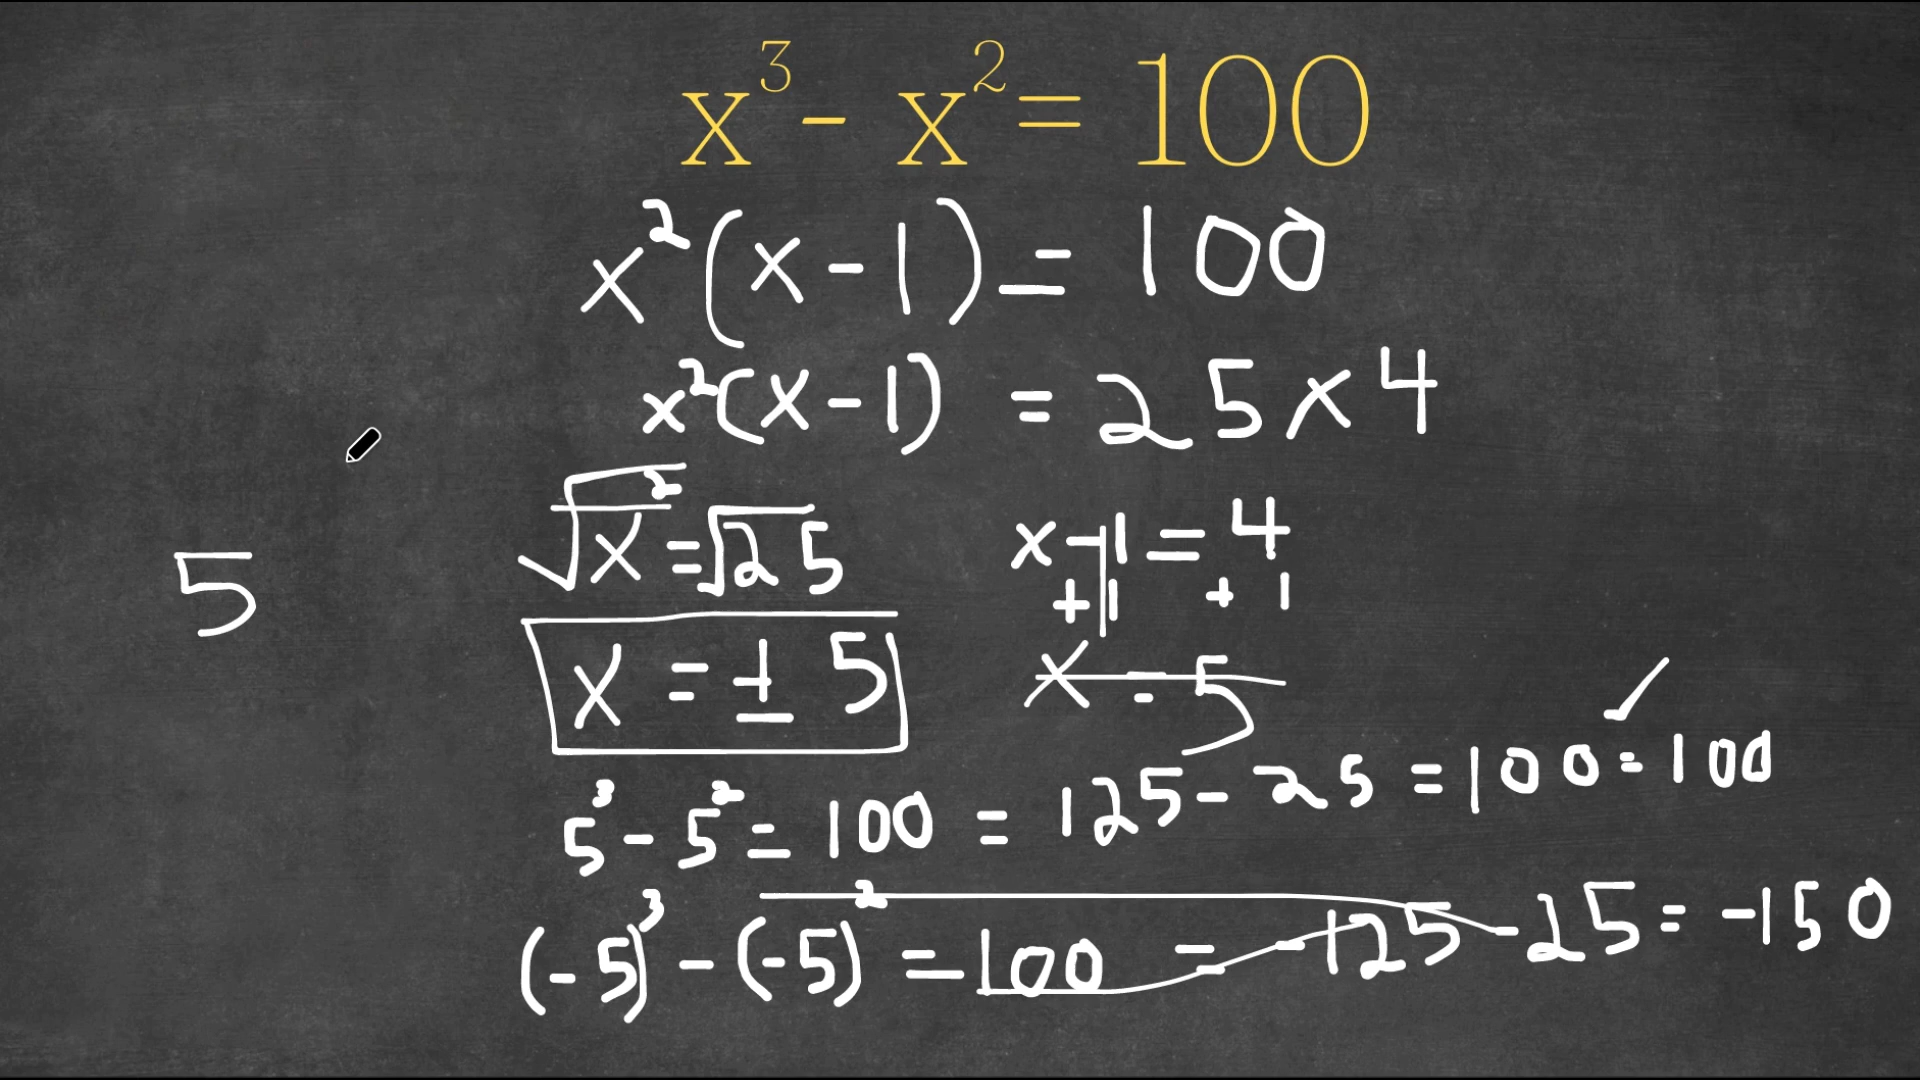 x³ - x² = 100
x²(x - 1) = 100
x²(x - 1) = 25 x 4
√x² = √25
x - 1 = 4
+1 + 1
5
x = ± 5
x = 5
5³ - 5² = 100 = 125 - 25 = 100 = 100 ✓
(-5)³ - (-5)² = 100 = -125 - 25 = -150